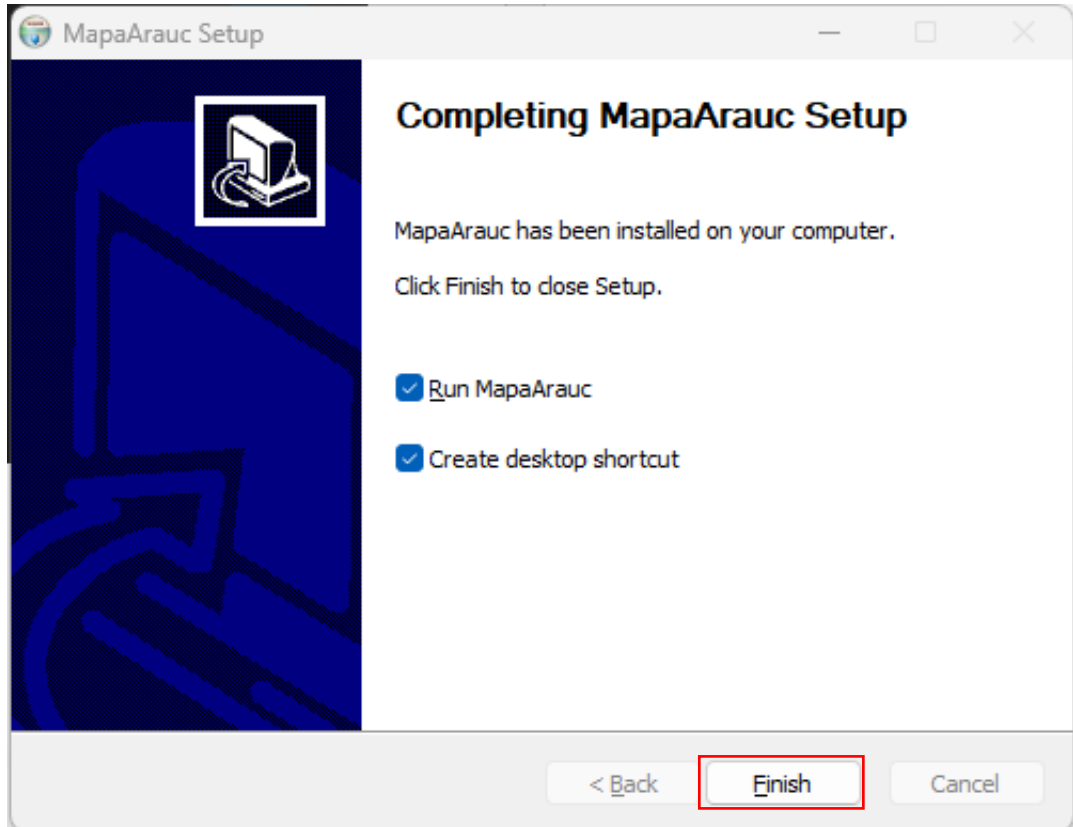 MapaArauc Setup
Completing MapaArauc Setup
MapaArauc has been installed on your computer.
Click Finish to close Setup.
Run MapaArauc
Create desktop shortcut
< Back Finish Cancel